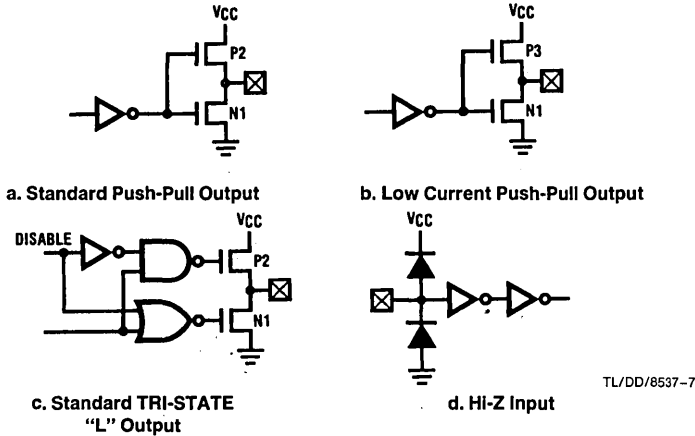 VCC
P2
N1
a. Standard Push-Pull Output
VCC
P3
N1
b. Low Current Push-Pull Output
DISABLE
VCC
P2
N1
c. Standard TRI-STATE
"L" Output
VCC
d. Hi-Z Input
TL/DD/8537-7